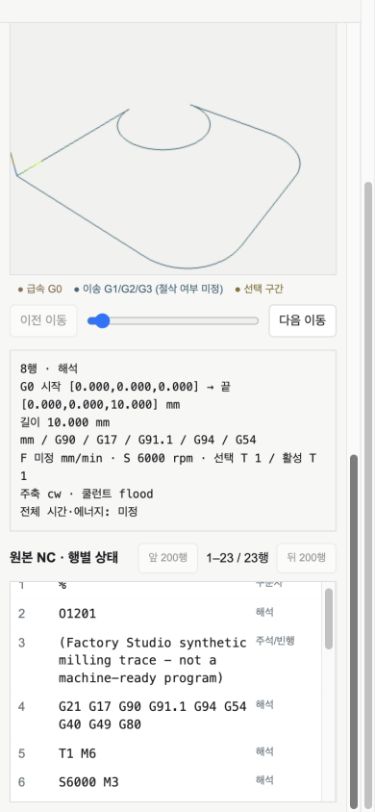 ● 급속 G0 ● 이송 G1/G2/G3 (절삭 여부 미정) ● 선택 구간
이전 이동 다음 이동
8행 · 해석
G0 시작 [0.000,0.000,0.000] → 끝
[0.000,0.000,10.000] mm
길이 10.000 mm
mm / G90 / G17 / G91.1 / G94 / G54
F 미정 mm/min · S 6000 rpm · 선택 T 1 / 활성 T
1
주축 cw · 쿨런트 flood
전체 시간·에너지: 미정
원본 NC · 행별 상태 앞 200행 1–23 / 23행 뒤 200행
1 %
2 O1201 해석
3 (Factory Studio synthetic 주석/빈행
milling trace - not a
machine-ready program)
4 G21 G17 G90 G91.1 G94 G54 해석
G40 G49 G80
5 T1 M6 해석
6 S6000 M3 해석